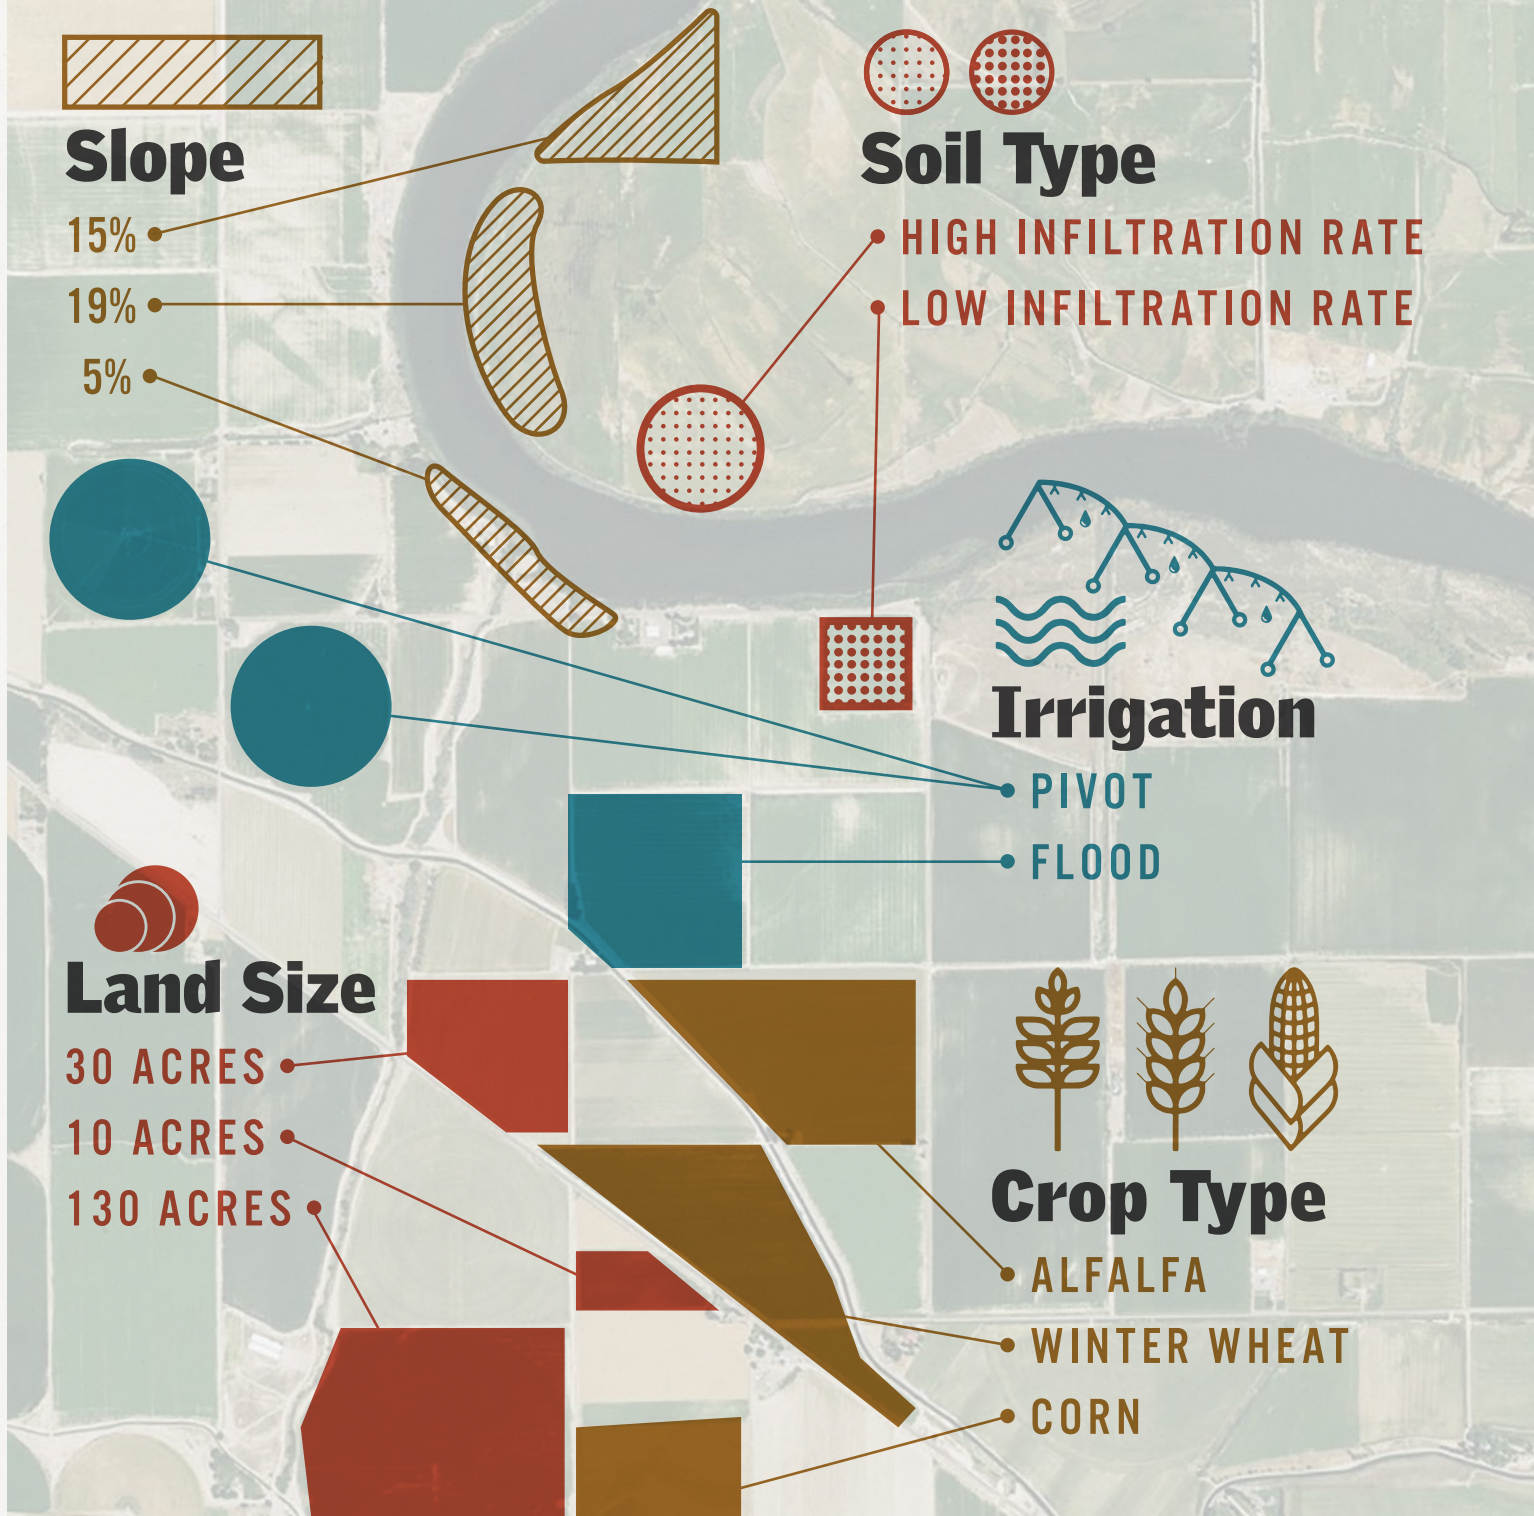 Slope
15%
19%
5%
Soil Type
HIGH INFILTRATION RATE
LOW INFILTRATION RATE
Irrigation
PIVOT
FLOOD
Land Size
30 ACRES
10 ACRES
130 ACRES
Crop Type
ALFALFA
WINTER WHEAT
CORN